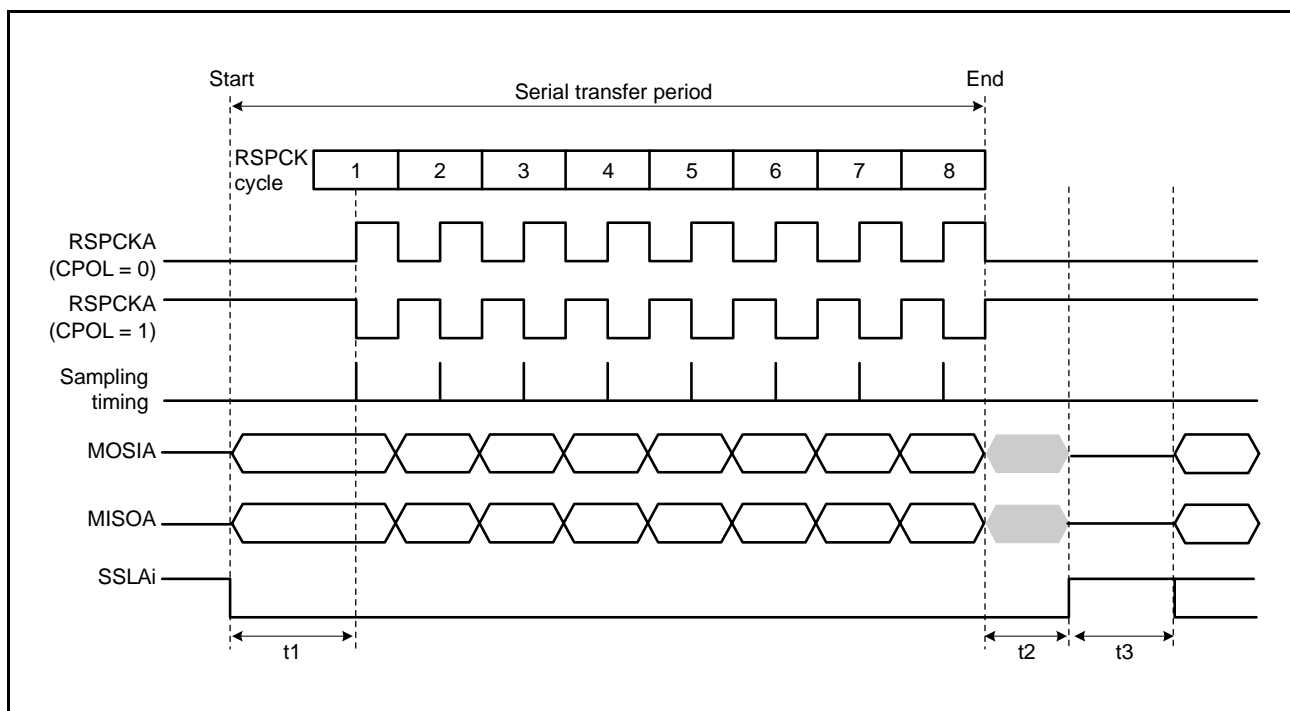 Start
End
Serial transfer period
RSPCK
cycle
1 2 3 4 5 6 7 8
RSPCKA
(CPOL = 0)
RSPCKA
(CPOL = 1)
Sampling
timing
MOSIA
MISOA
SSLAi
t1
t2
t3